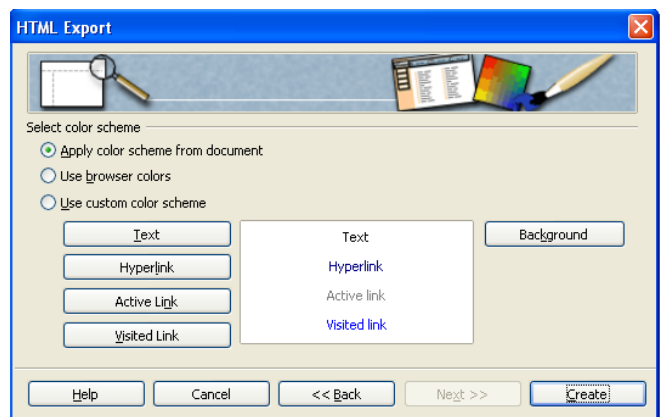 HTML Export
Select color scheme
Apply color scheme from document
Use browser colors
Use custom color scheme
Text
Text
Background
Hyperlink
Hyperlink
Active Link
Active link
Visited Link
Visited link
Help
Cancel
<< Back
Next >>
Create